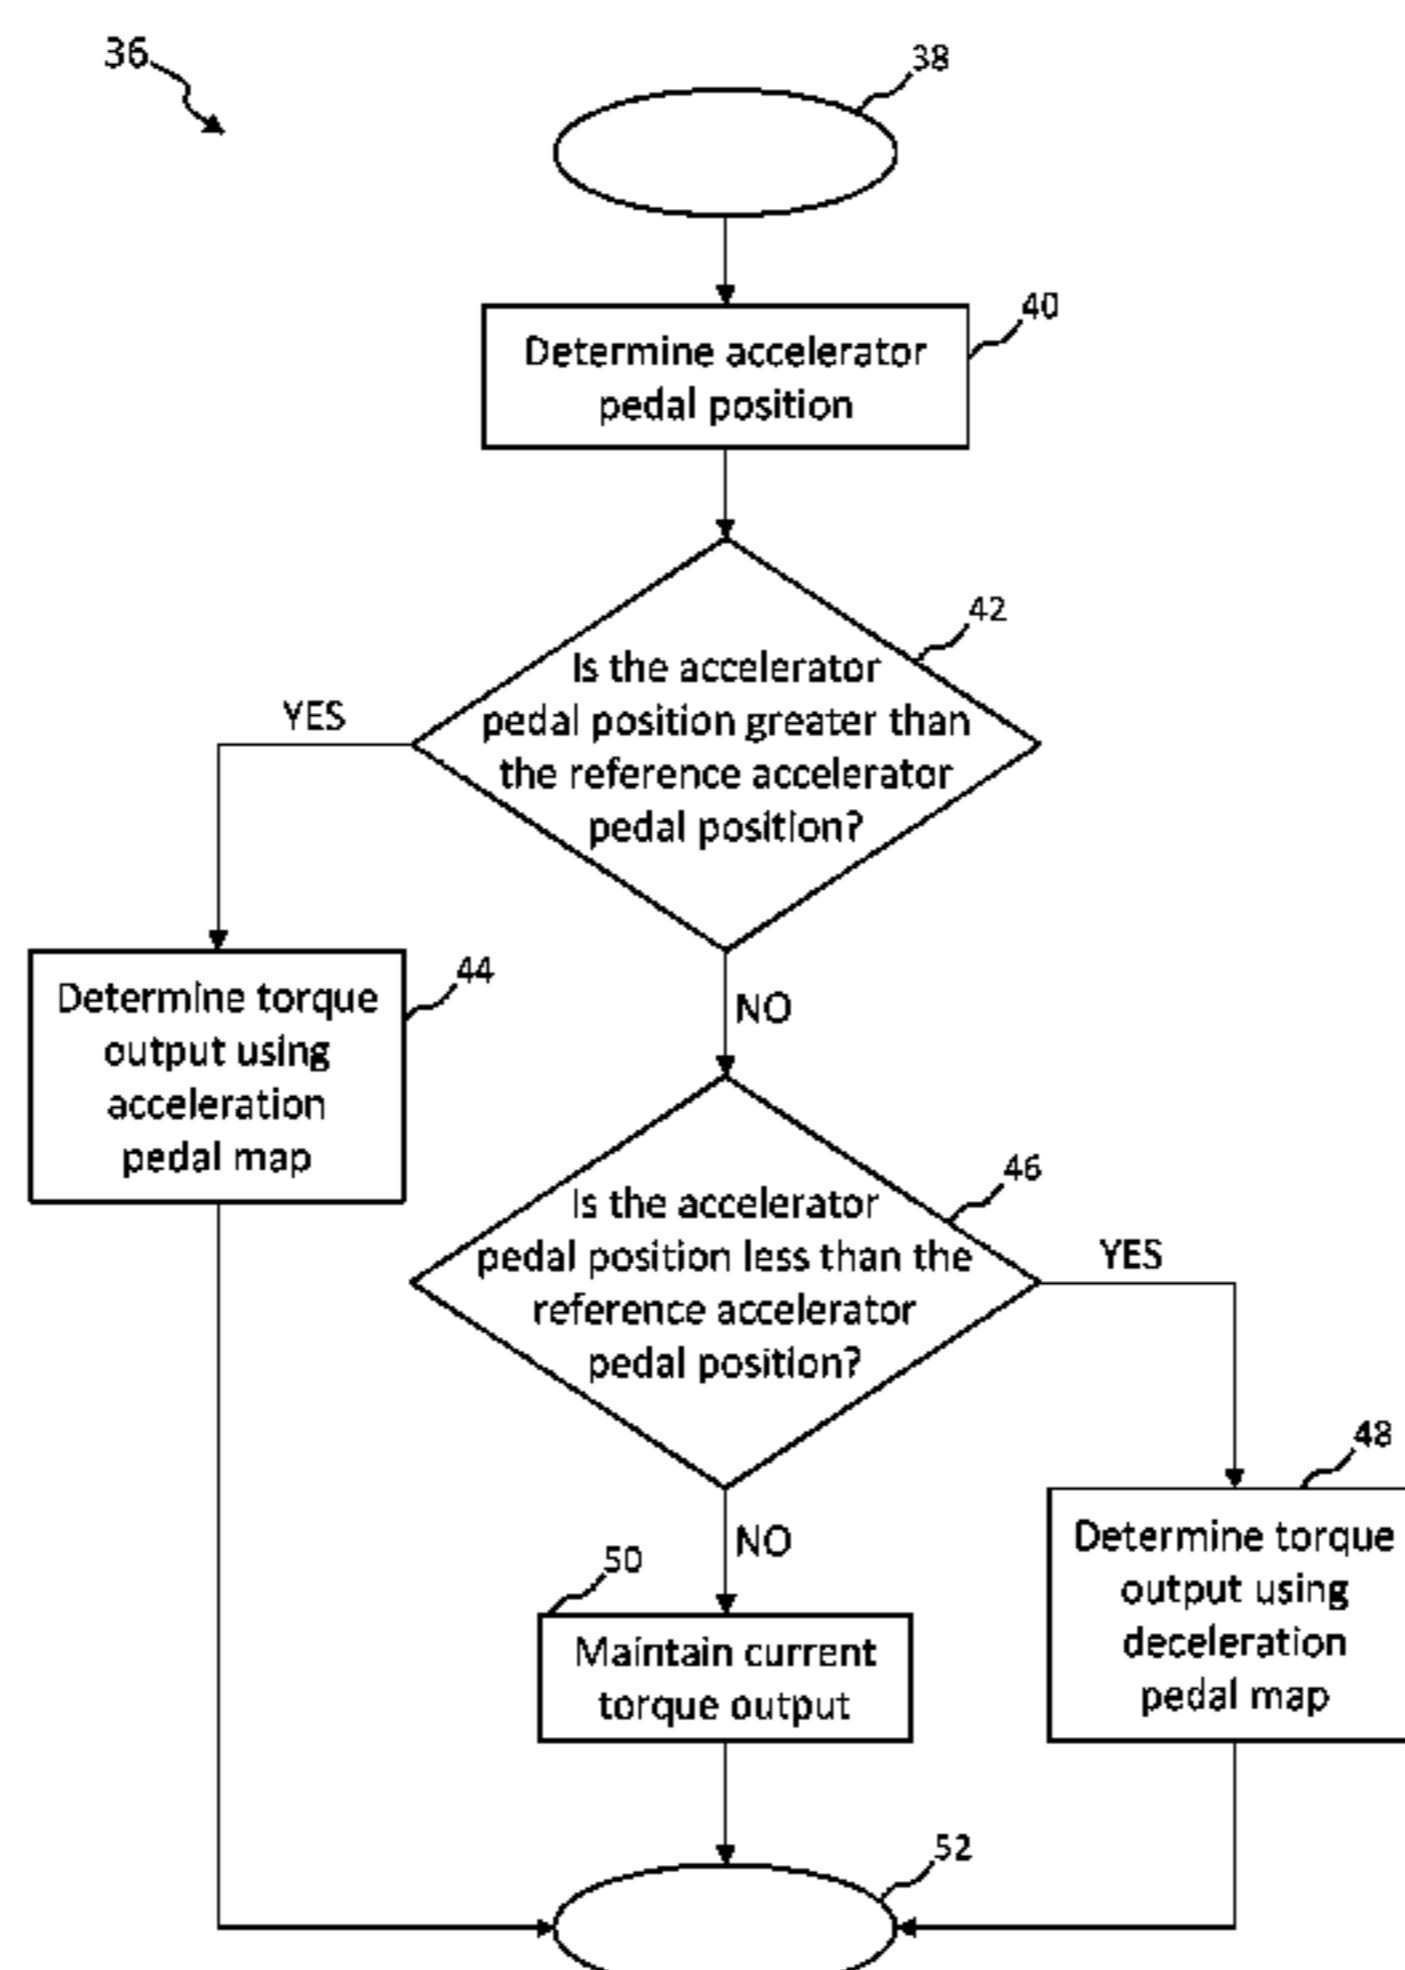 36
38
40
Determine accelerator
pedal position
42
Is the accelerator
pedal position greater than
the reference accelerator
pedal position?
YES
44
Determine torque
output using
acceleration
pedal map
NO
46
Is the accelerator
pedal position less than the
reference accelerator
pedal position?
YES
48
Determine torque
output using
deceleration
pedal map
NO
50
Maintain current
torque output
52